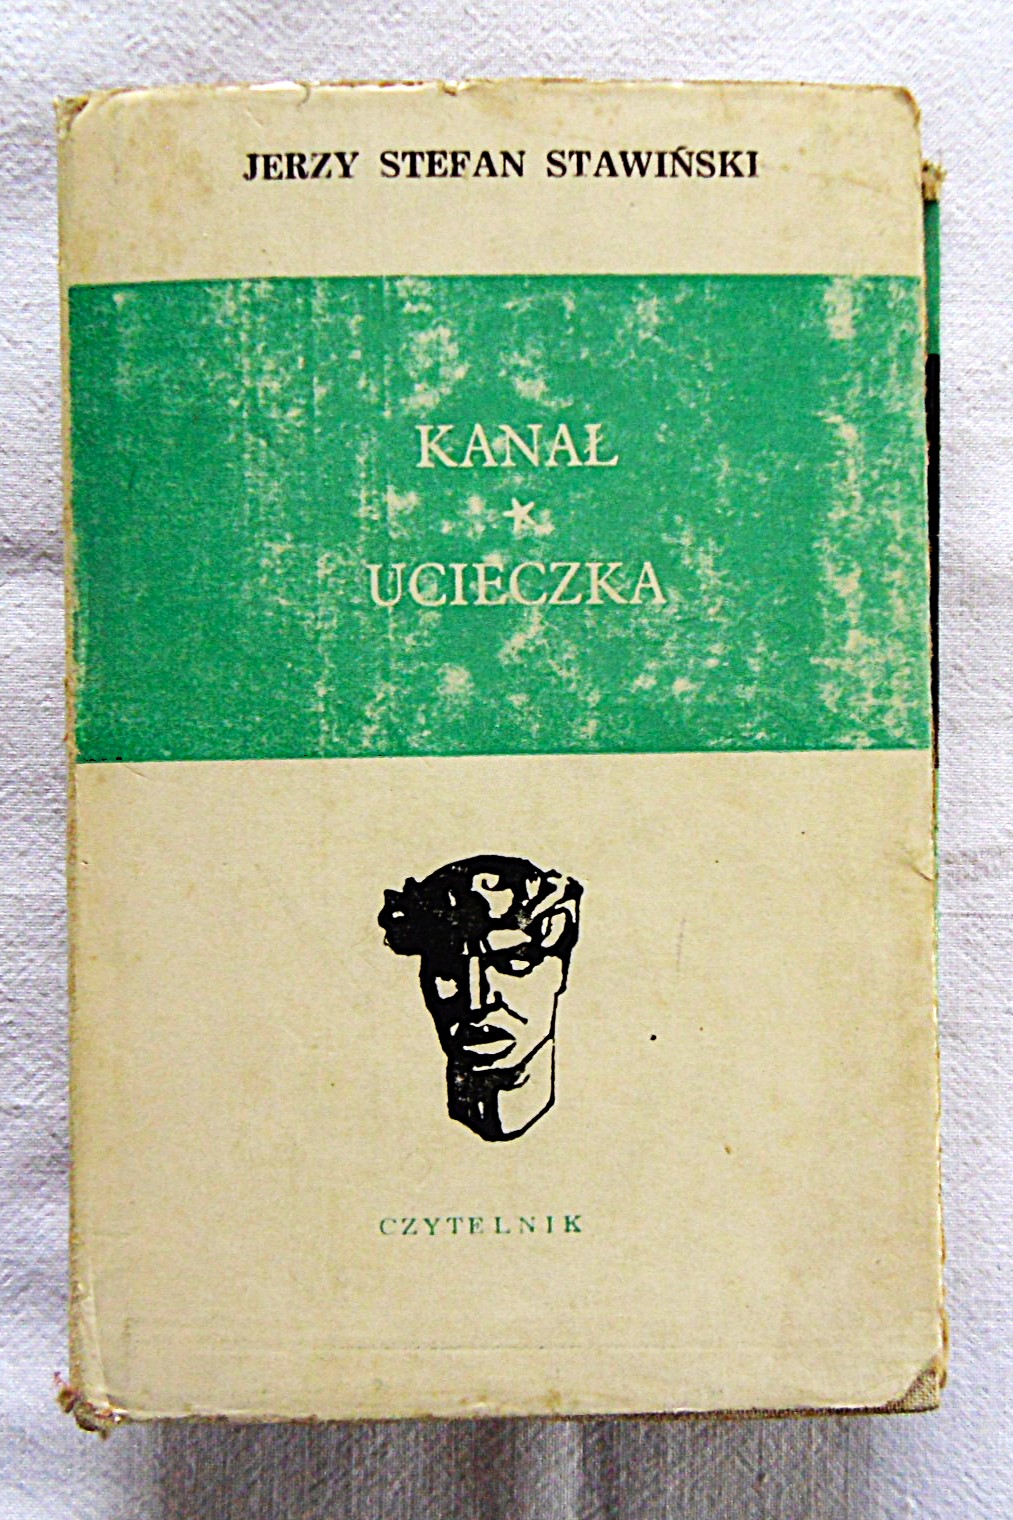 JERZY STEFAN STAWIŃSKI
KANAŁ
*
UCIECZKA
CZYTELNIK